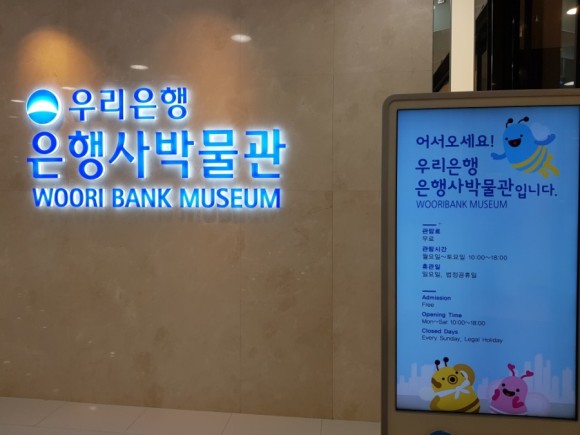 우리은행
은행사박물관
WOORI BANK MUSEUM
어서오세요!
우리은행
은행사박물관입니다.
WOORIBANK MUSEUM
관람료
무료
관람시간
월요일~토요일 10:00~18:00
휴관일
일요일, 법정공휴일
Admission
Free
Opening Time
Mon~Sat 10:00~18:00
Closed Days
Every Sunday, Legal Holiday